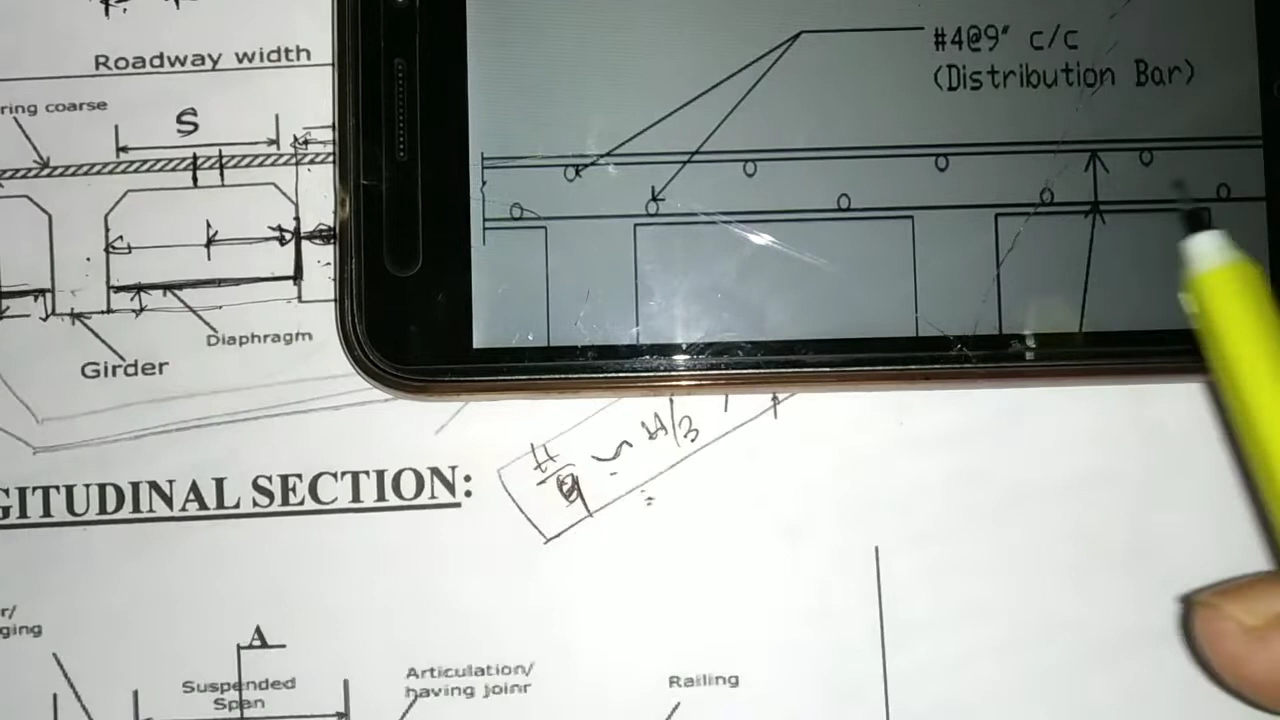 Roadway width
#4@9" c/c
(Distribution Bar)
ring coarse
S
Diaphragm
Girder
H/3
GITUDINAL SECTION:
r/
ging
A
Suspended
Span
Articulation/
having joinr
Railing